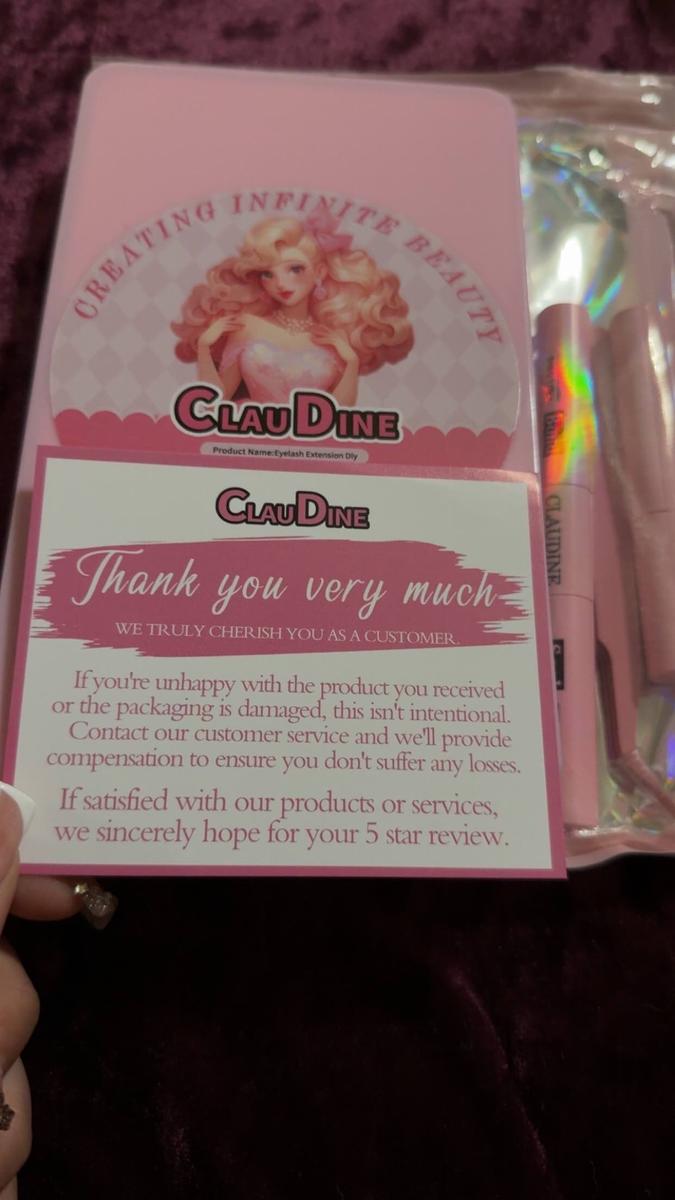 CREATING INFINITE BEAUTY
CLAUDINE
Product Name:Eyelash Extension Dly
CLAUDINE
Thank you very much
WE TRULY CHERISH YOU AS A CUSTOMER.
If you're unhappy with the product you received
or the packaging is damaged, this isn't intentional.
Contact our customer service and we'll provide
compensation to ensure you don't suffer any losses.
If satisfied with our products or services,
we sincerely hope for your 5 star review.
CLAUDINE